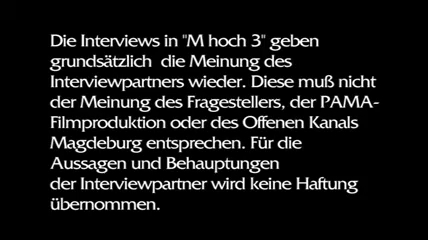 Die Interviews in "M hoch 3" geben
grundsätzlich die Meinung des
Interviewpartners wieder. Diese muß nicht
der Meinung des Fragestellers, der PAMA-
Filmproduktion oder des Offenen Kanals
Magdeburg entsprechen. Für die
Aussagen und Behauptungen
der Interviewpartner wird keine Haftung
übernommen.